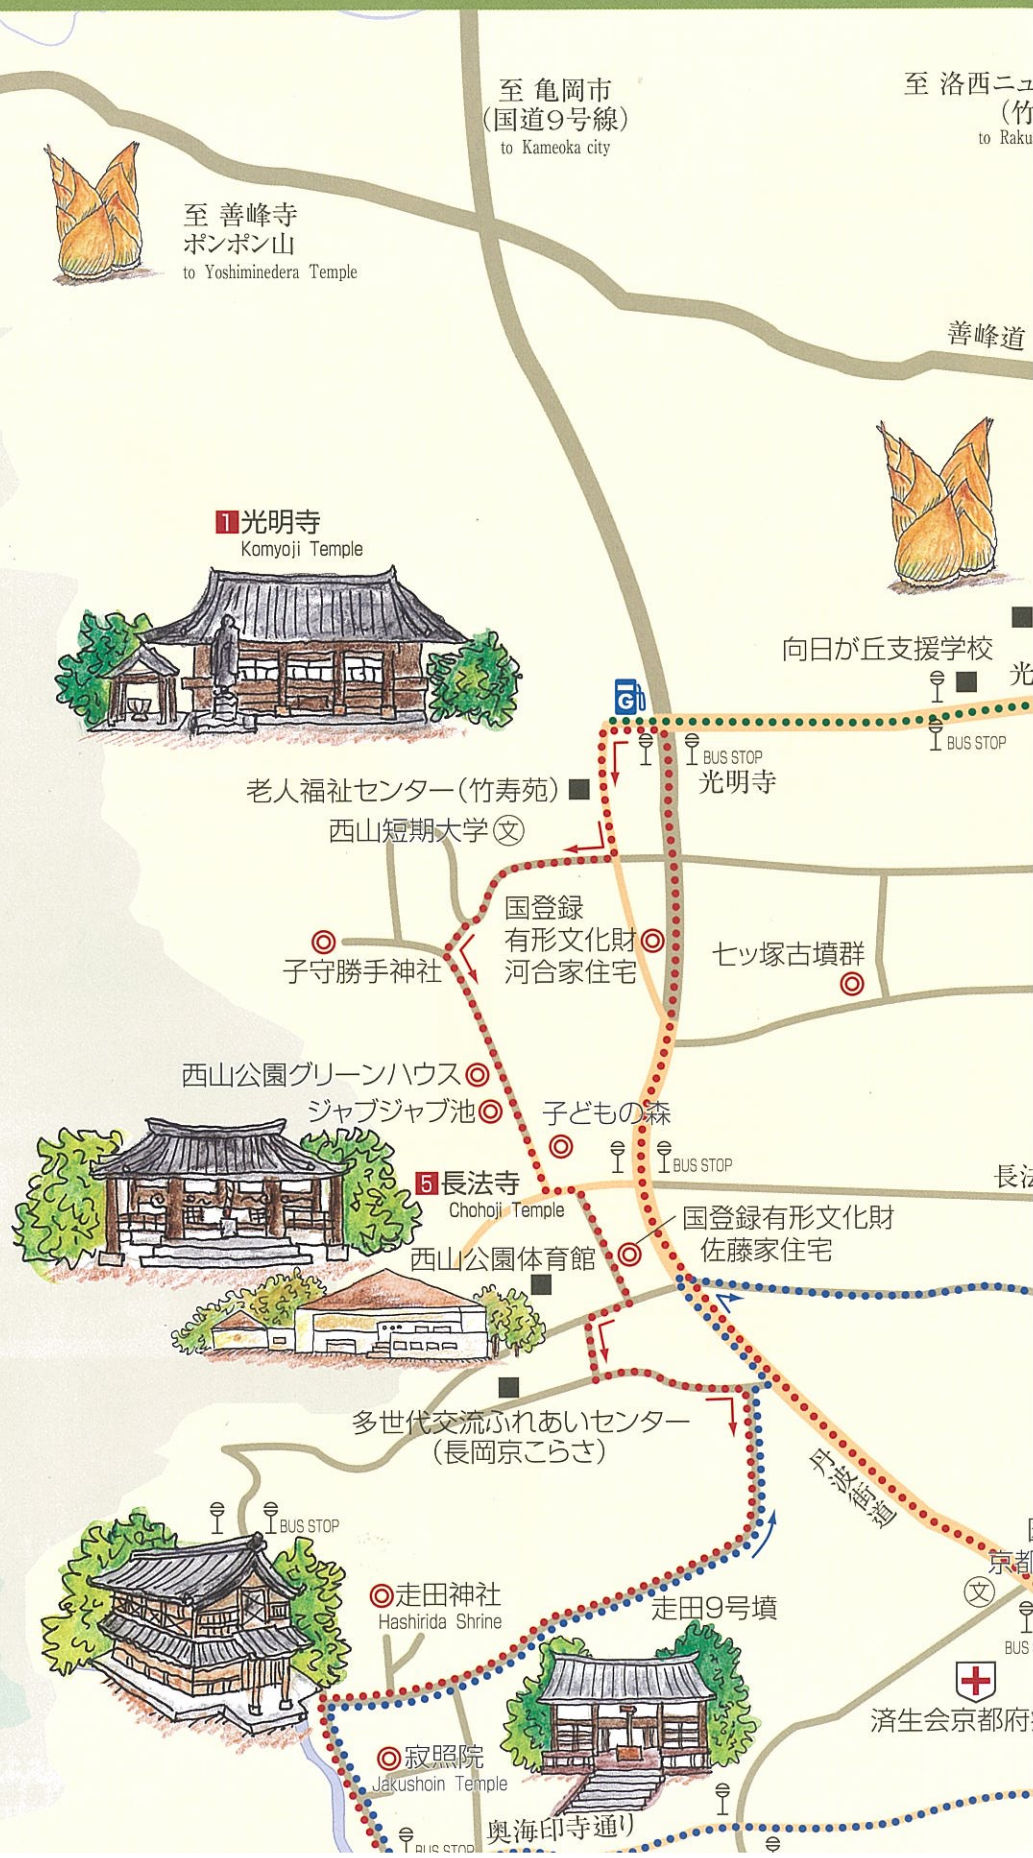 至 亀岡市
(国道9号線)
to Kameoka city
至 洛西ニュ
(竹
to Raku
至 善峰寺
ポンポン山
to Yoshiminedera Temple
善峰道
1 光明寺
Komyoji Temple
向日が丘支援学校
光
G
BUS STOP
BUS STOP
光明寺
老人福祉センター(竹寿苑)
西山短期大学 文
国登録
有形文化財
河合家住宅
七ッ塚古墳群
子守勝手神社
西山公園グリーンハウス
ジャブジャブ池
子どもの森
BUS STOP
長法
5 長法寺
Chohoji Temple
国登録有形文化財
佐藤家住宅
西山公園体育館
多世代交流ふれあいセンター
(長岡京こらさ)
丹波街道
BUS STOP
京都
文
走田神社
Hashirida Shrine
走田9号墳
BUS
済生会京都府
寂照院
Jakushoin Temple
奥海印寺通り
BUS STOP